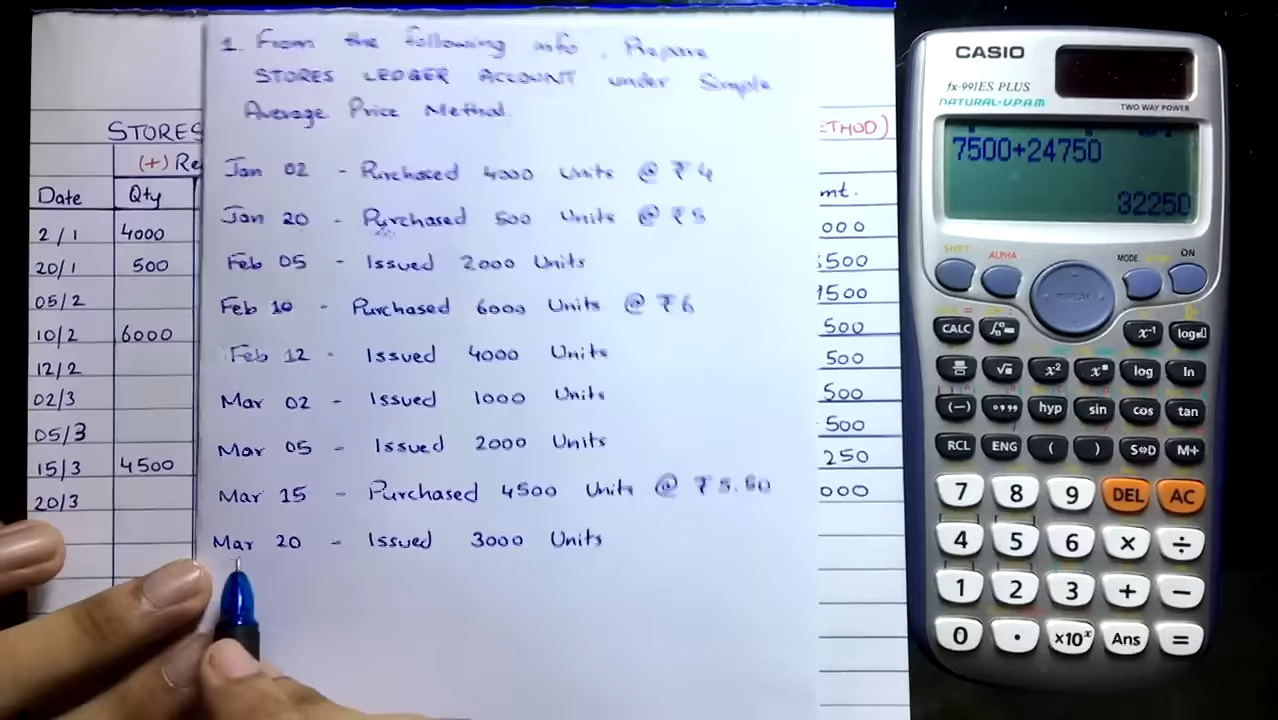 1. From the following info, Prepare
STORES LEDGER ACCOUNT under Simple
Average Price Method.
Jan 02 - Purchased 4000 Units @ ₹4
Jan 20 - Purchased 500 Units @ ₹5
Feb 05 - Issued 2000 Units
Feb 10 - Purchased 6000 Units @ ₹6
Feb 12 - Issued 4000 Units
Mar 02 - Issued 1000 Units
Mar 05 - Issued 2000 Units
Mar 15 - Purchased 4500 Units @ ₹5.50
Mar 20 - Issued 3000 Units
STORES
(+) Re
Date Qty
2/1 4000
20/1 500
05/2
10/2 6000
12/2
02/3
05/3
15/3 4500
20/3
ETHOD)
mt.
000
500
500
500
500
500
500
250
000
CASIO
fx-991ES PLUS
NATURAL-V.P.A.M.
TWO WAY POWER
7500+24750
32250
SHIFT ALPHA MODE ON
REPLAY
CALC x⁻¹ log
√ x² log ln
(−) hyp sin cos tan
RCL ENG ( ) S⇔D M+
7 8 9 DEL AC
4 5 6 × ÷
1 2 3 + −
0 . ×10ˣ Ans =